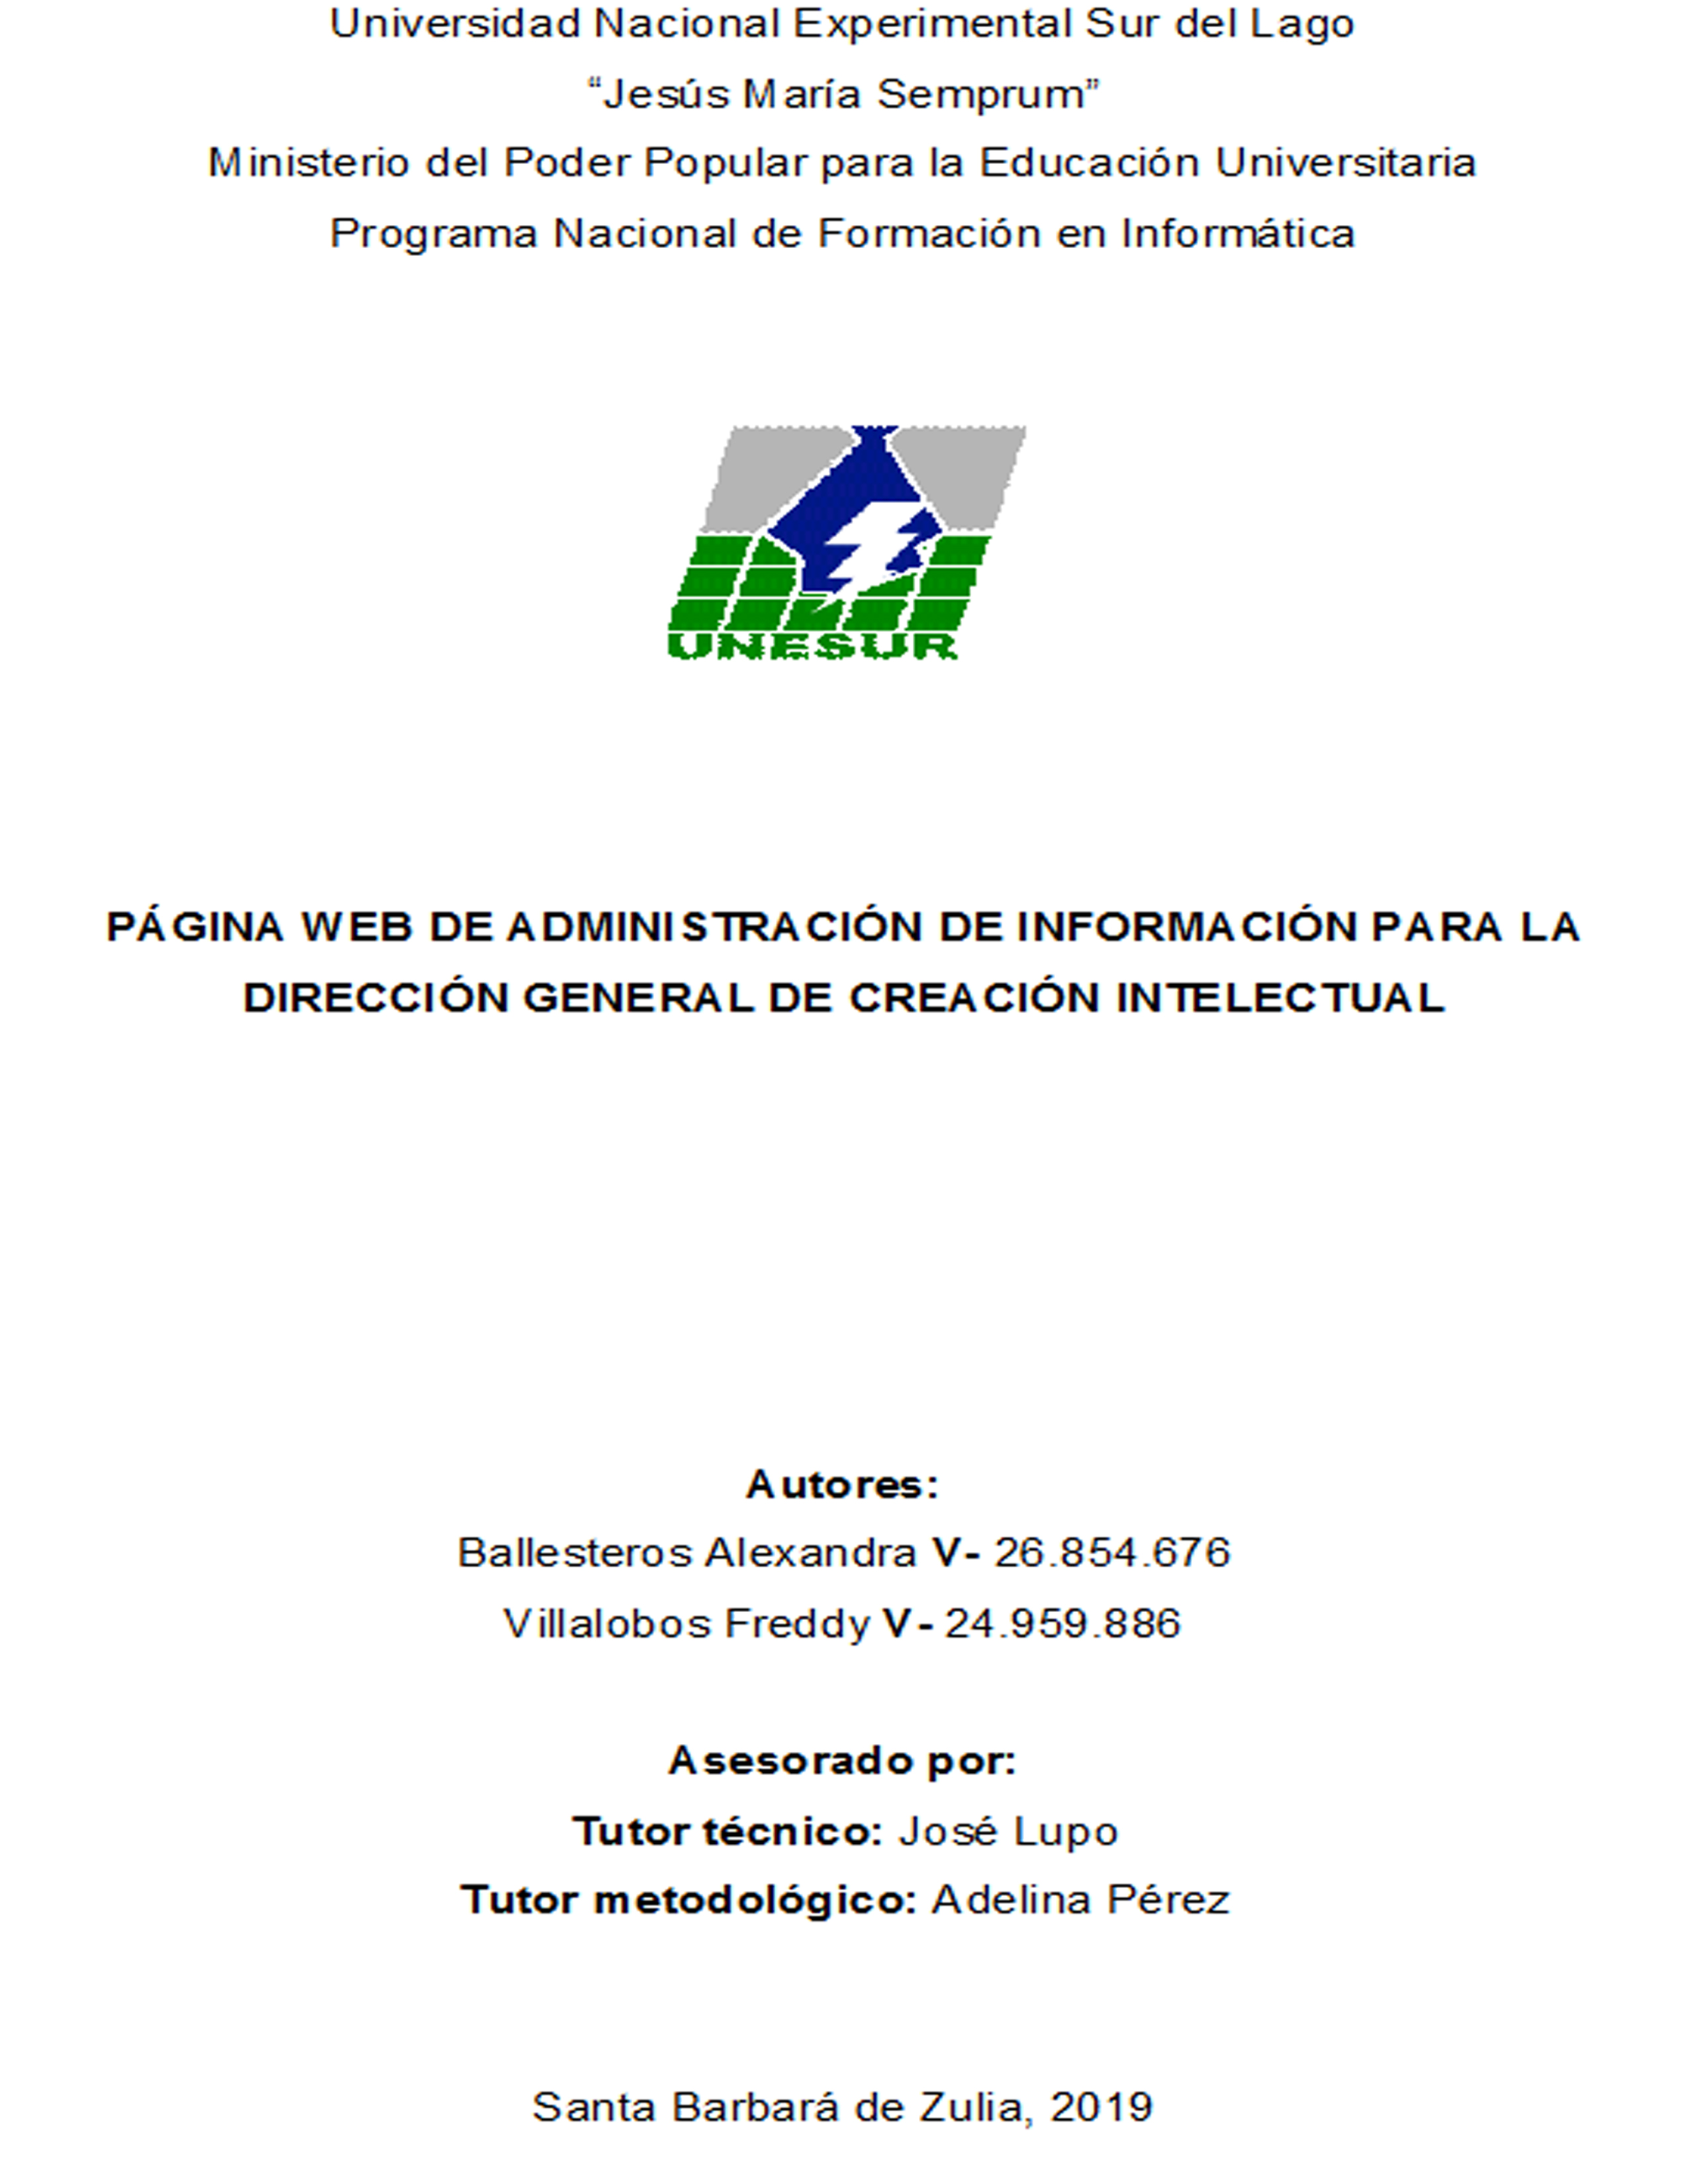 Universidad Nacional Experimental Sur del Lago
“Jesús María Semprum”
Ministerio del Poder Popular para la Educación Universitaria
Programa Nacional de Formación en Informática
UNESUR
PÁGINA WEB DE ADMINISTRACIÓN DE INFORMACIÓN PARA LA
DIRECCIÓN GENERAL DE CREACIÓN INTELECTUAL
Autores:
Ballesteros Alexandra V- 26.854.676
Villalobos Freddy V- 24.959.886
Asesorado por:
Tutor técnico: José Lupo
Tutor metodológico: Adelina Pérez
Santa Barbará de Zulia, 2019